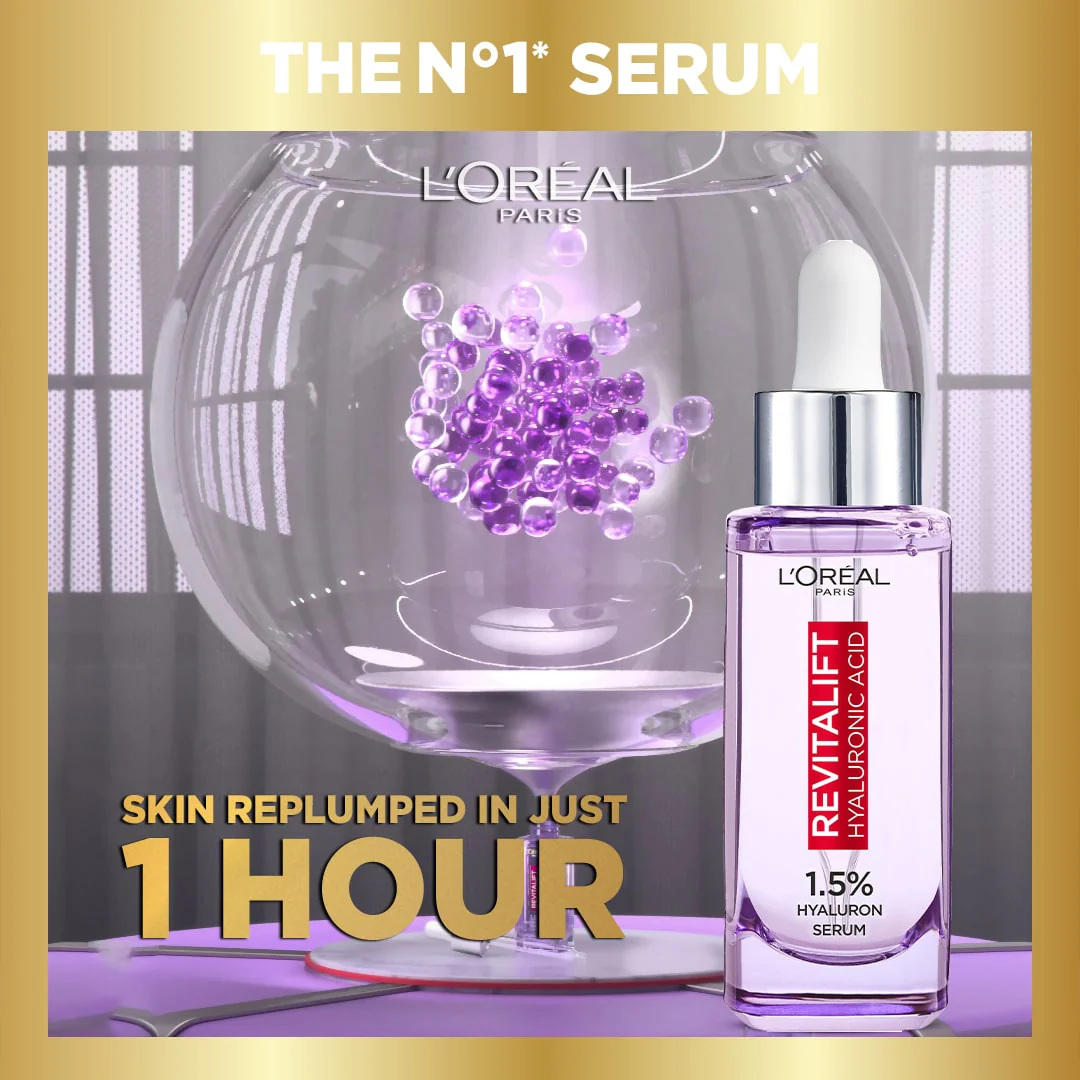 THE N°1* SERUM
L'ORÉAL
PARIS
SKIN REPLUMPED IN JUST
1 HOUR
REVITALIFT
L'ORÉAL
PARIS
REVITALIFT
HYALURONIC ACID
1.5%
HYALURON
SERUM